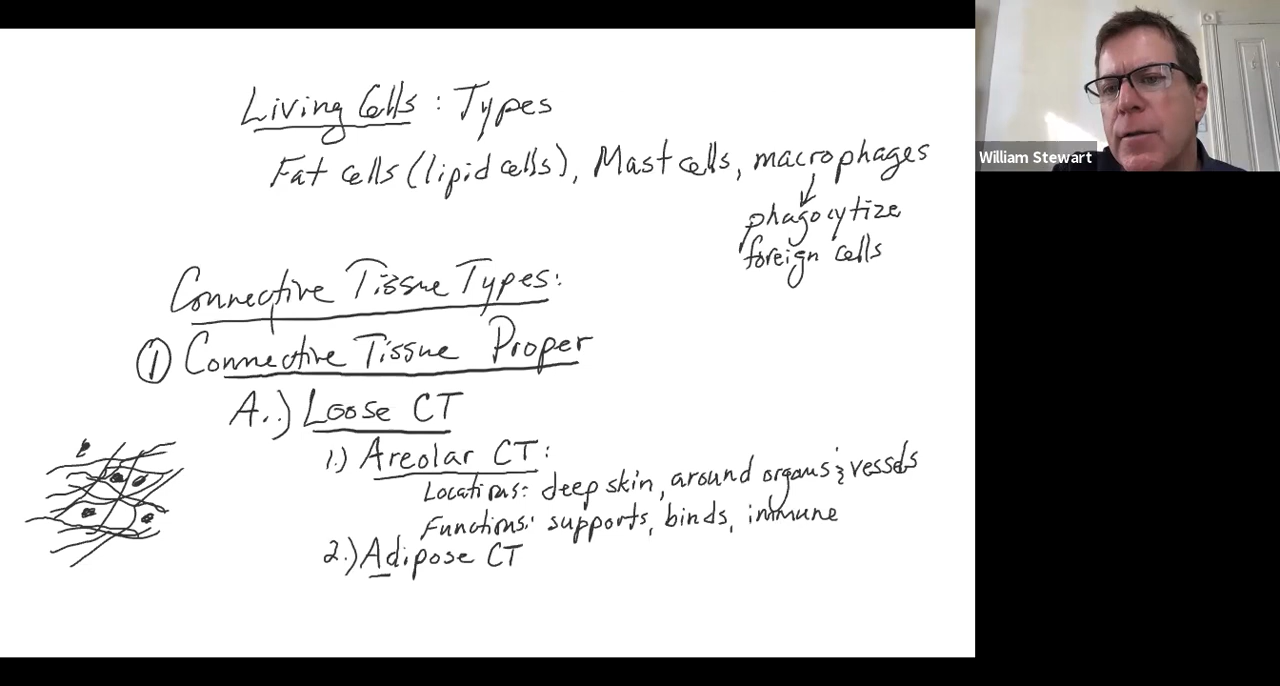 Living Cells : Types
Fat cells (lipid cells), Mast cells, macrophages
phagocytize
foreign cells
Connective Tissue Types:
① Connective Tissue Proper
A.) Loose CT
1.) Areolar CT:
Locations: deep skin, around organs & vessels
Functions: supports, binds, immune
2.) Adipose CT
William Stewart